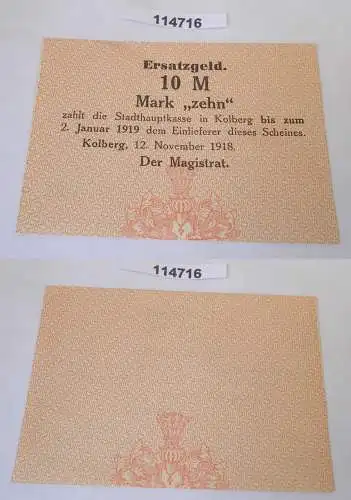 114716
Ersatzgeld.
10 M
Mark „zehn“
zahlt die Stadthauptkasse in Kolberg bis zum
2. Januar 1919 dem Einlieferer dieses Scheines.
Kolberg, 12. November 1918.
Der Magistrat.
114716